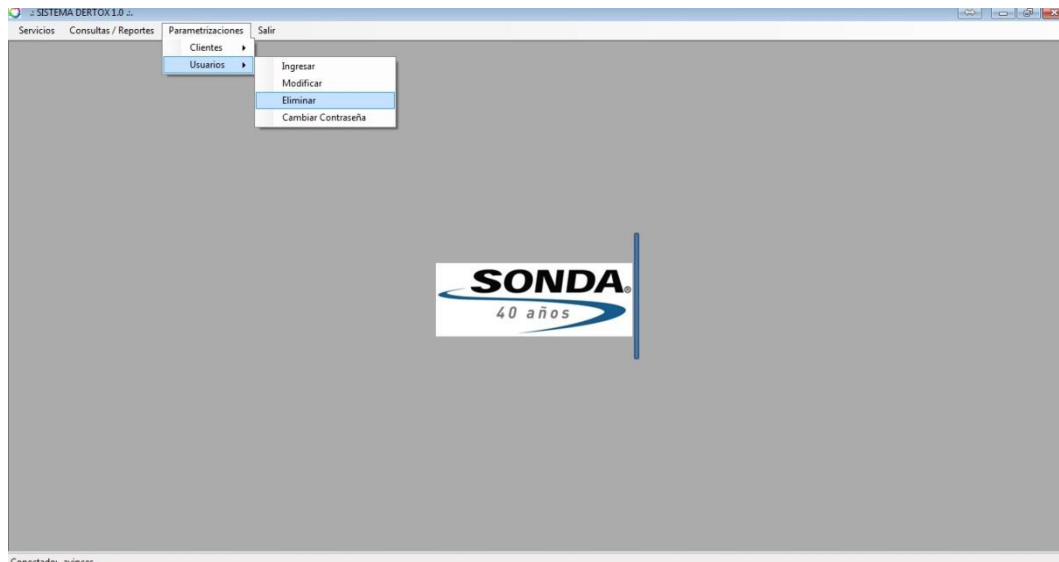 .: SISTEMA DERTOX 1.0 :.
Servicios Consultas / Reportes Parametrizaciones Salir
Clientes
Usuarios
Ingresar
Modificar
Eliminar
Cambiar Contraseña
SONDA®
40 años